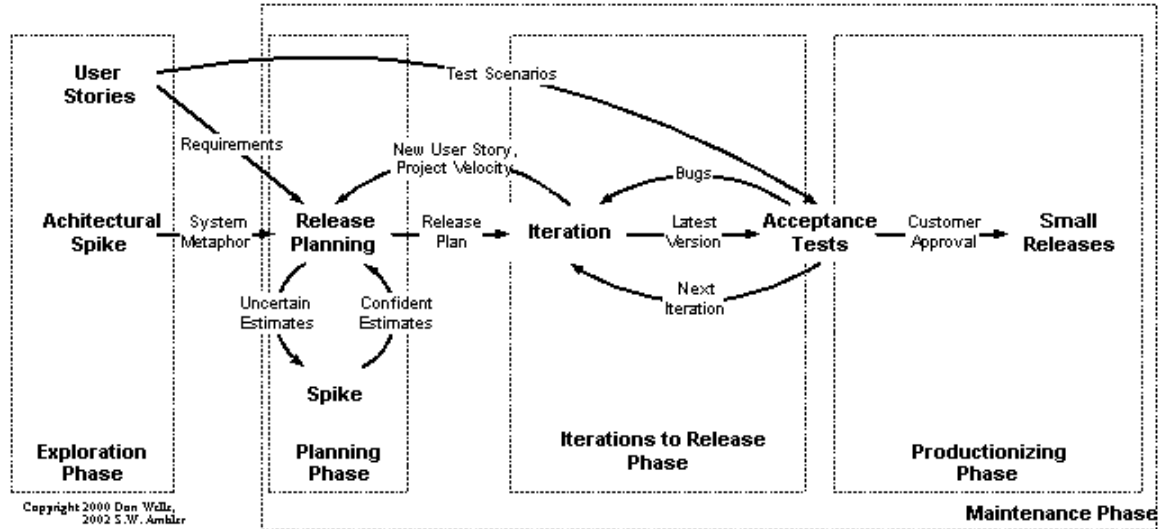 User
Stories
Test Scenarios
Requirements
New User Story,
Project Velocity
Bugs
Achitectural
Spike
System
Metaphor
Release
Planning
Release
Plan
Iteration
Latest
Version
Acceptance
Tests
Customer
Approval
Small
Releases
Next
Iteration
Uncertain
Estimates
Confident
Estimates
Spike
Exploration
Phase
Planning
Phase
Iterations to Release
Phase
Productionizing
Phase
Copyright 2000 Don Wells,
2002 S.W. Ambler
Maintenance Phase